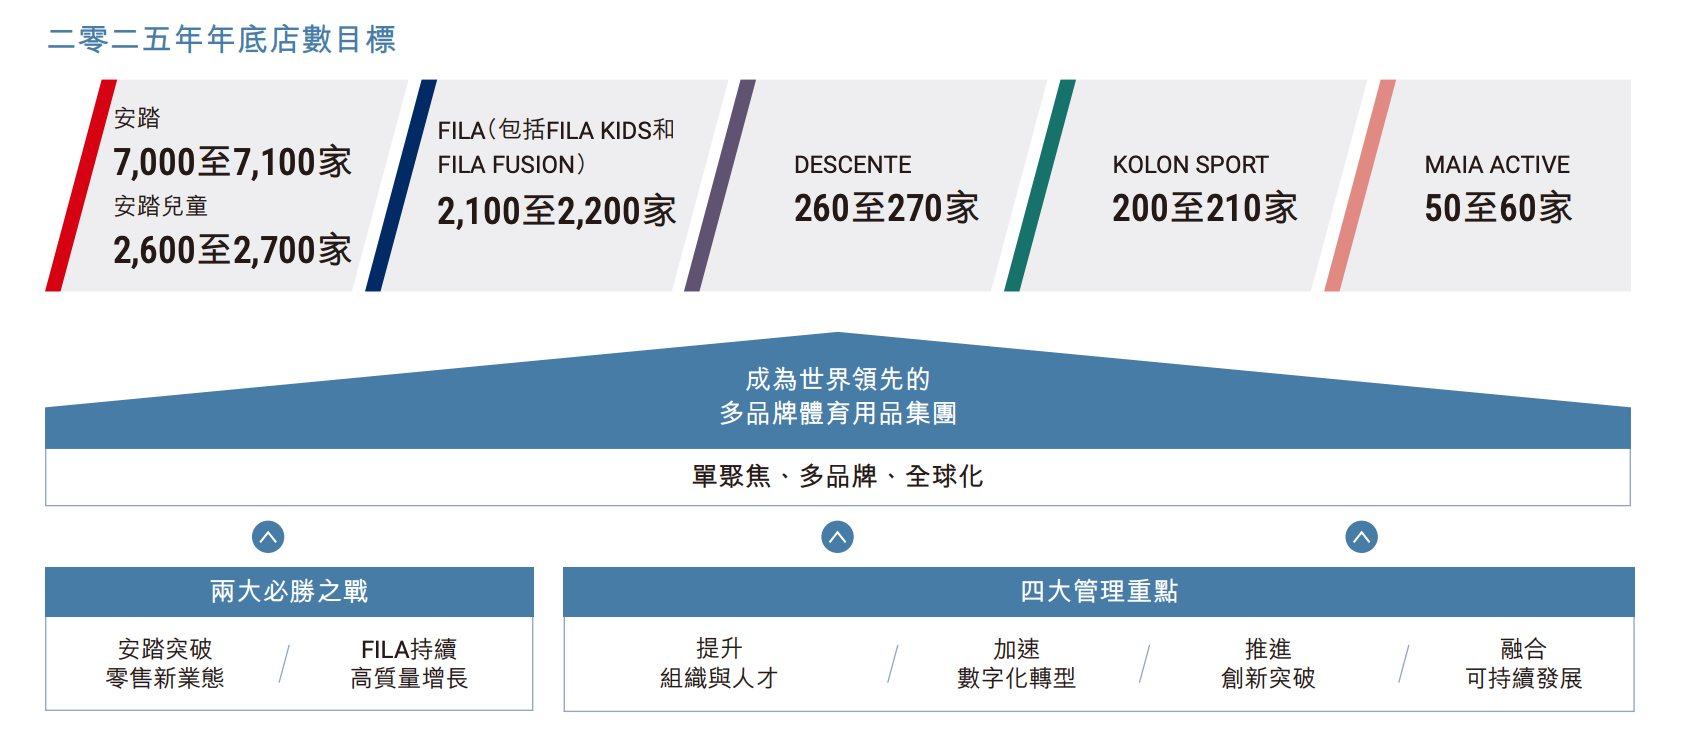 二零二五年年底店數目標
安踏
7,000至7,100家
安踏兒童
2,600至2,700家
FILA（包括FILA KIDS和
FILA FUSION）
2,100至2,200家
DESCENTE
260至270家
KOLON SPORT
200至210家
MAIA ACTIVE
50至60家
成為世界領先的
多品牌體育用品集團
單聚焦、多品牌、全球化
兩大必勝之戰
安踏突破
零售新業態
FILA持續
高質量增長
四大管理重點
提升
組織與人才
加速
數字化轉型
推進
創新突破
融合
可持續發展